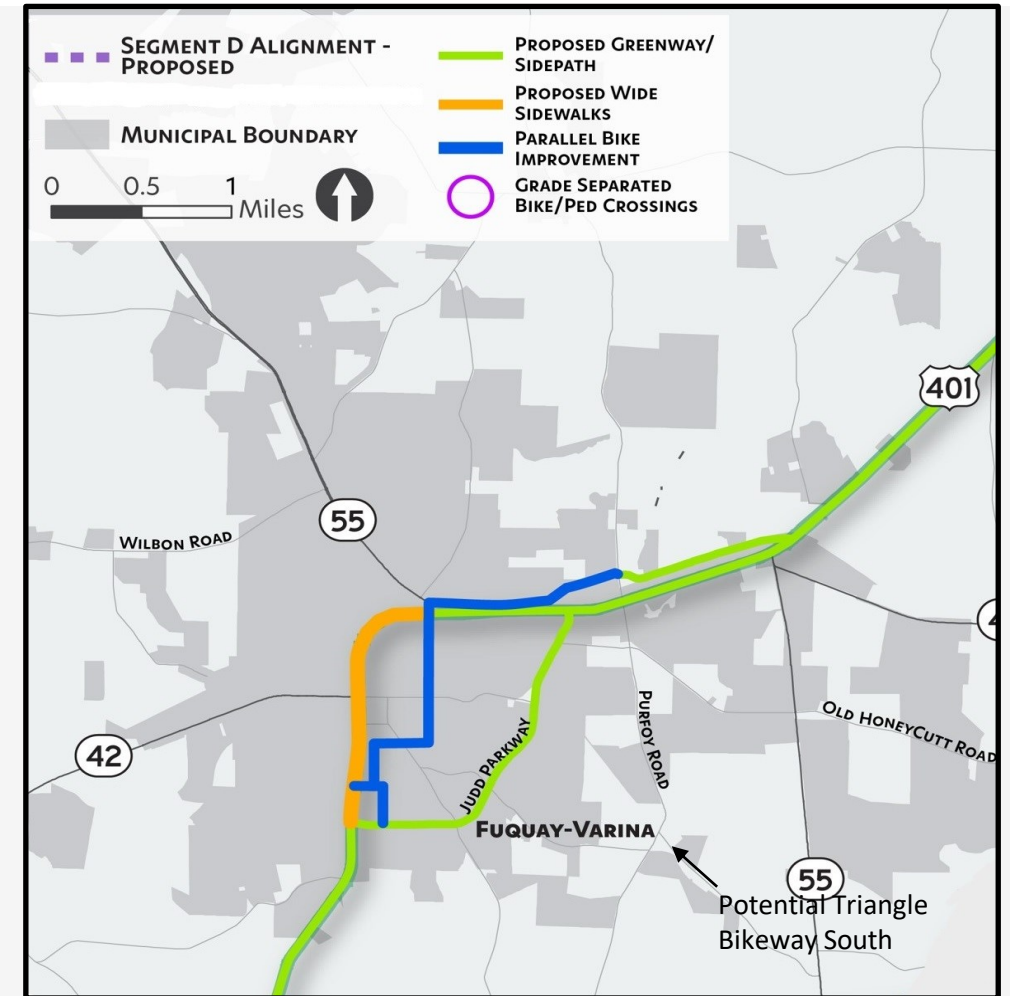 SEGMENT D ALIGNMENT -
PROPOSED
MUNICIPAL BOUNDARY
0 0.5 1
Miles
PROPOSED GREENWAY/
SIDEPATH
PROPOSED WIDE
SIDEWALKS
PARALLEL BIKE
IMPROVEMENT
GRADE SEPARATED
BIKE/PED CROSSINGS
401
55
WILBON ROAD
4
PURFOY ROAD
OLD HONEYCUTT ROAD
42
JUDD PARKWAY
FUQUAY-VARINA
55
Potential Triangle
Bikeway South